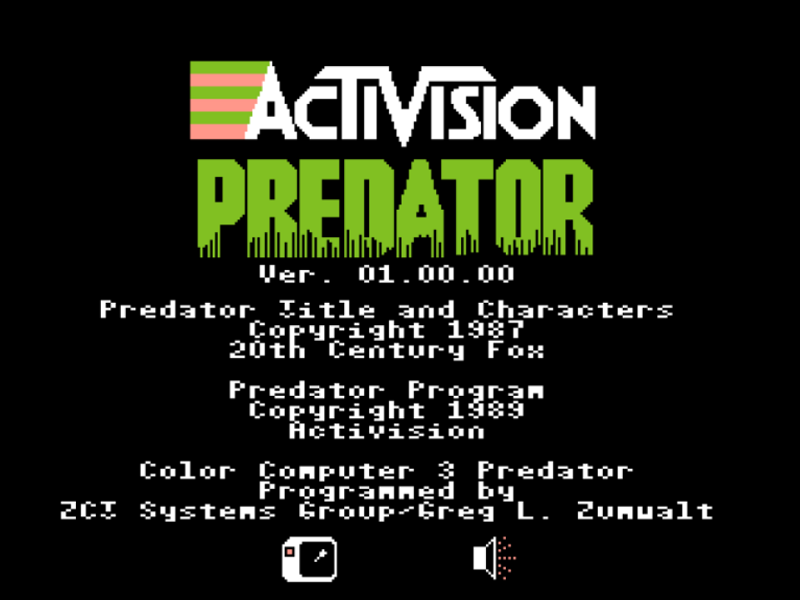 ACTIVISION
PREDATOR
Ver. 01.00.00
Predator Title and Characters
Copyright 1987
20th Century Fox
Predator Program
Copyright 1989
Activision
Color Computer 3 Predator
Programmed by
ZCT Systems Group/Greg L. Zumwalt